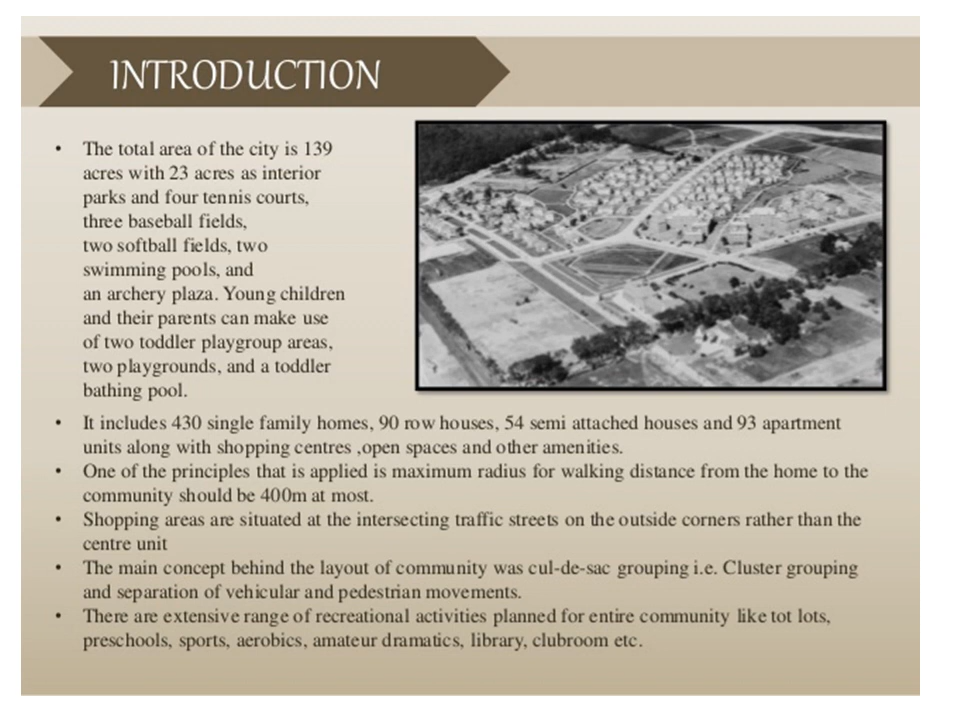 INTRODUCTION
• The total area of the city is 139
acres with 23 acres as interior
parks and four tennis courts,
three baseball fields,
two softball fields, two
swimming pools, and
an archery plaza. Young children
and their parents can make use
of two toddler playgroup areas,
two playgrounds, and a toddler
bathing pool.
• It includes 430 single family homes, 90 row houses, 54 semi attached houses and 93 apartment
units along with shopping centres ,open spaces and other amenities.
• One of the principles that is applied is maximum radius for walking distance from the home to the
community should be 400m at most.
• Shopping areas are situated at the intersecting traffic streets on the outside corners rather than the
centre unit
• The main concept behind the layout of community was cul-de-sac grouping i.e. Cluster grouping
and separation of vehicular and pedestrian movements.
• There are extensive range of recreational activities planned for entire community like tot lots,
preschools, sports, aerobics, amateur dramatics, library, clubroom etc.